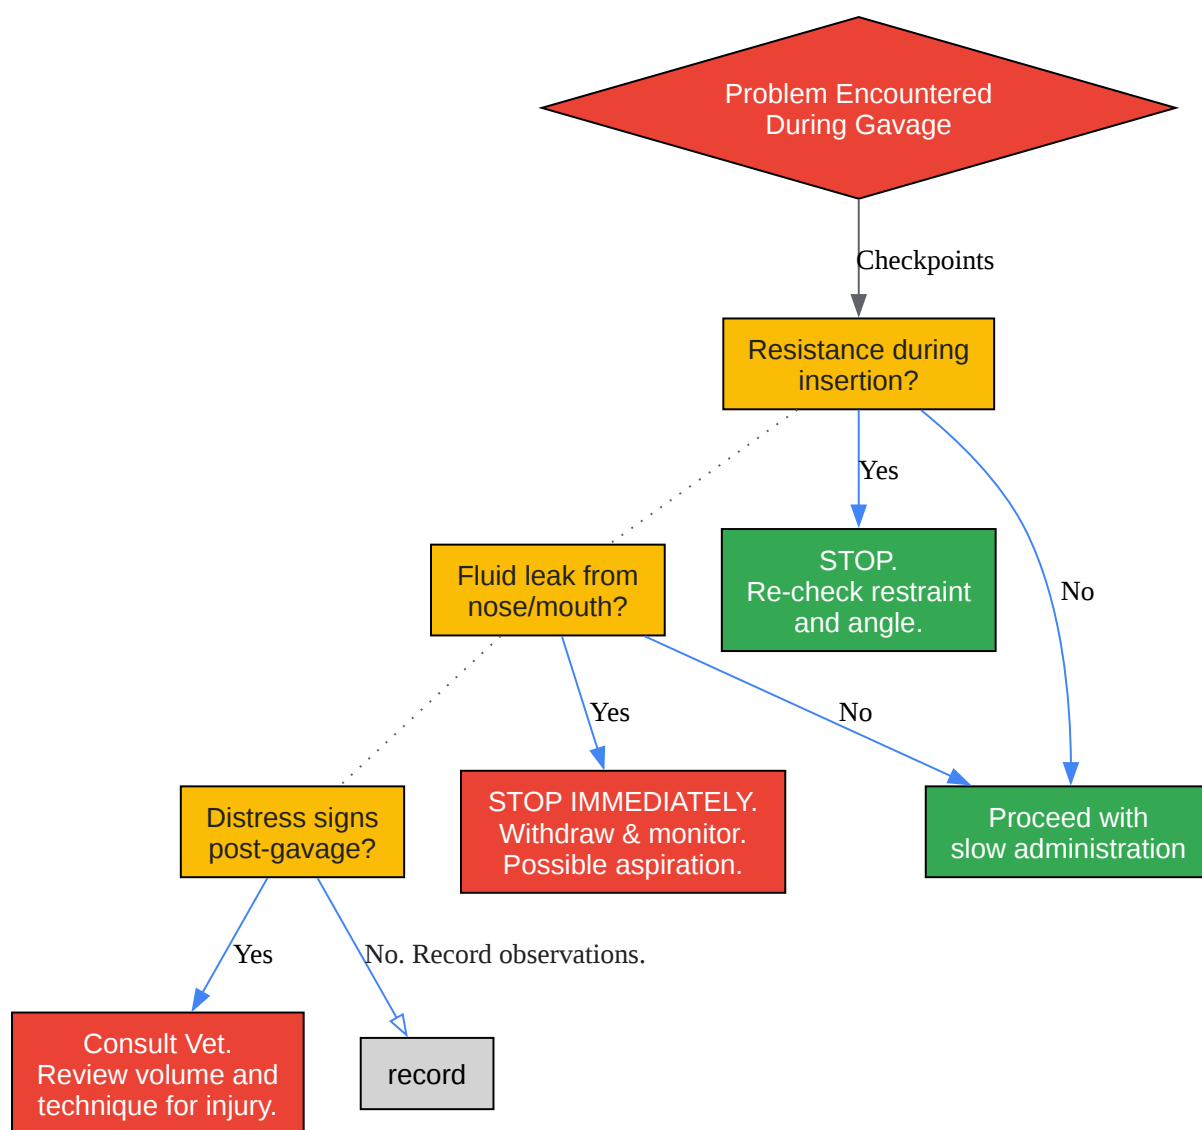 Problem Encountered
During Gavage
Checkpoints
Resistance during
insertion?
Yes
No
STOP.
Re-check restraint
and angle.
Fluid leak from
nose/mouth?
Yes
No
STOP IMMEDIATELY.
Withdraw & monitor.
Possible aspiration.
Proceed with
slow administration
Distress signs
post-gavage?
Yes
No. Record observations.
Consult Vet.
Review volume and
technique for injury.
record